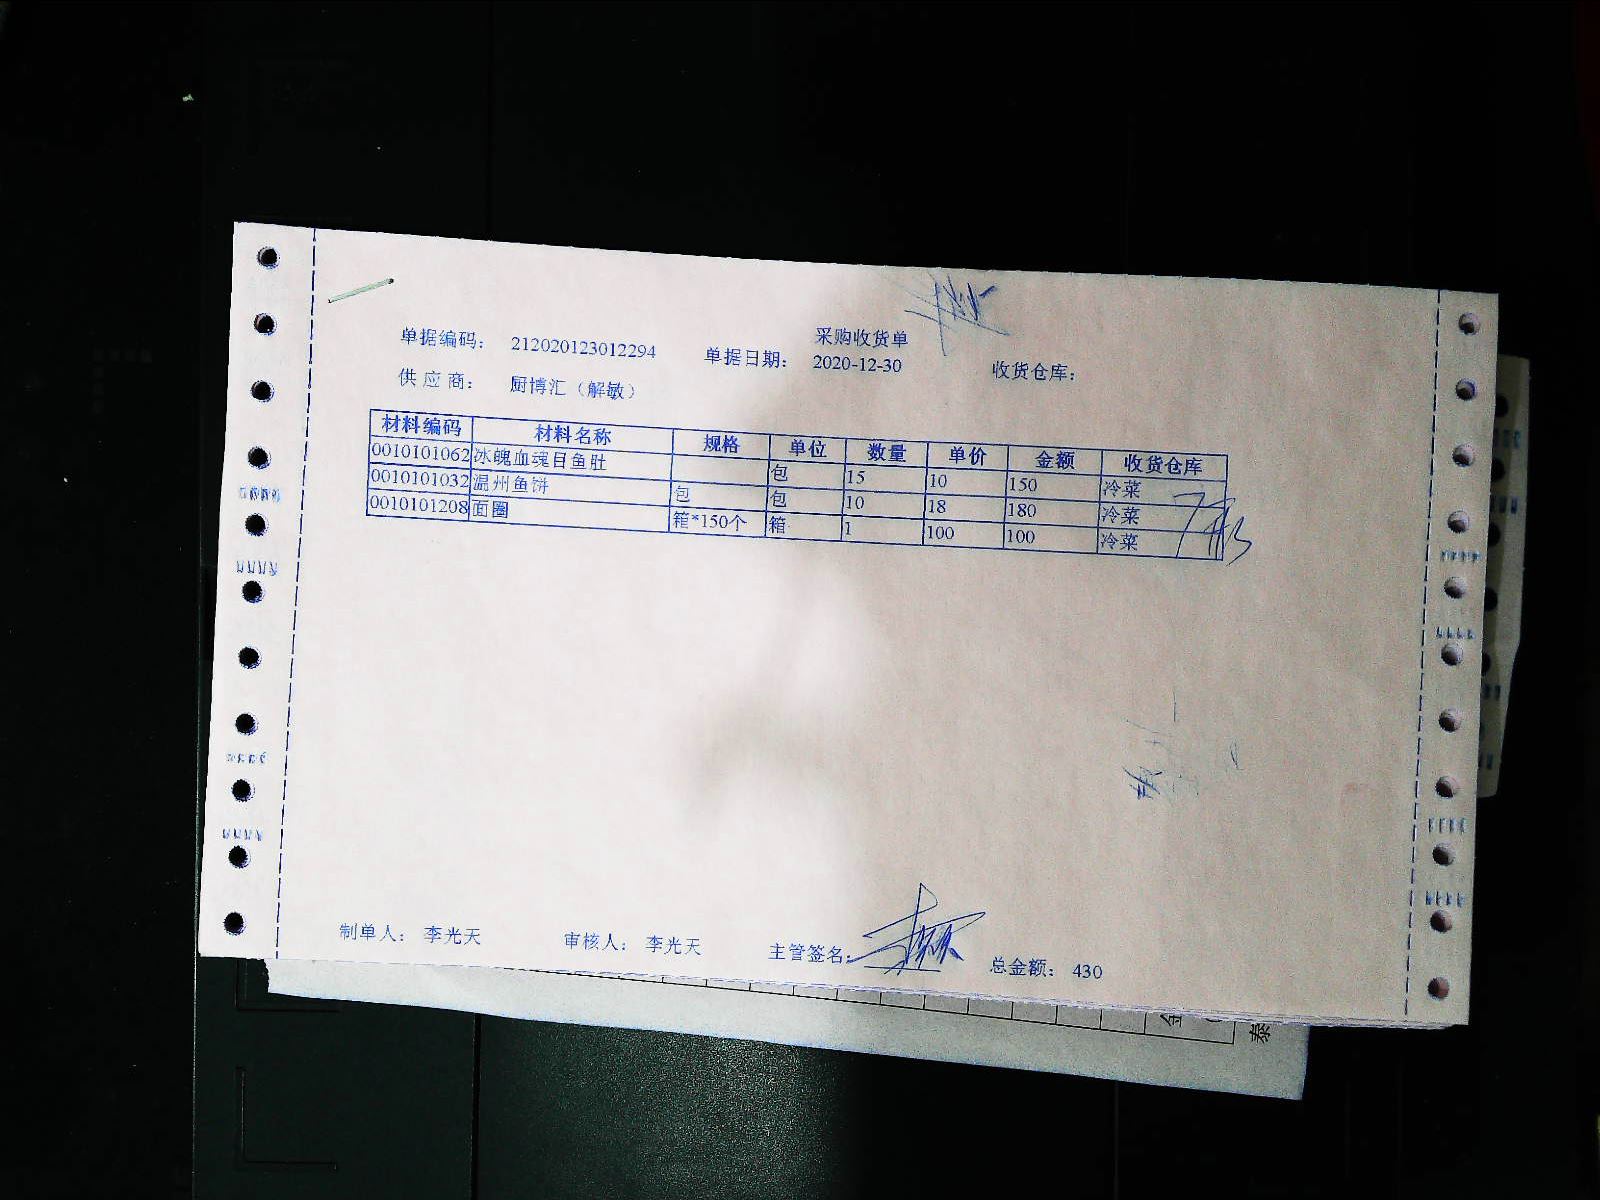 采购收货单
单据编码： 212020123012294 单据日期： 2020-12-30 收货仓库：
供应商： 厨博汇（解敏）
材料编码 材料名称 规格 单位 数量 单价 金额 收货仓库
0010101062 冰魄血魂目鱼肚 包 15 10 150 冷菜
0010101032 温州鱼饼 包 包 10 18 180 冷菜
0010101208 面圈 箱*150个 箱 1 100 100 冷菜
制单人： 李光天 审核人： 李光天 主管签名： 总金额： 430